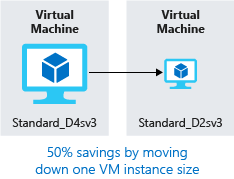 Virtual
Machine
Virtual
Machine
Standard_D4sv3
Standard_D2sv3
50% savings by moving
down one VM instance size